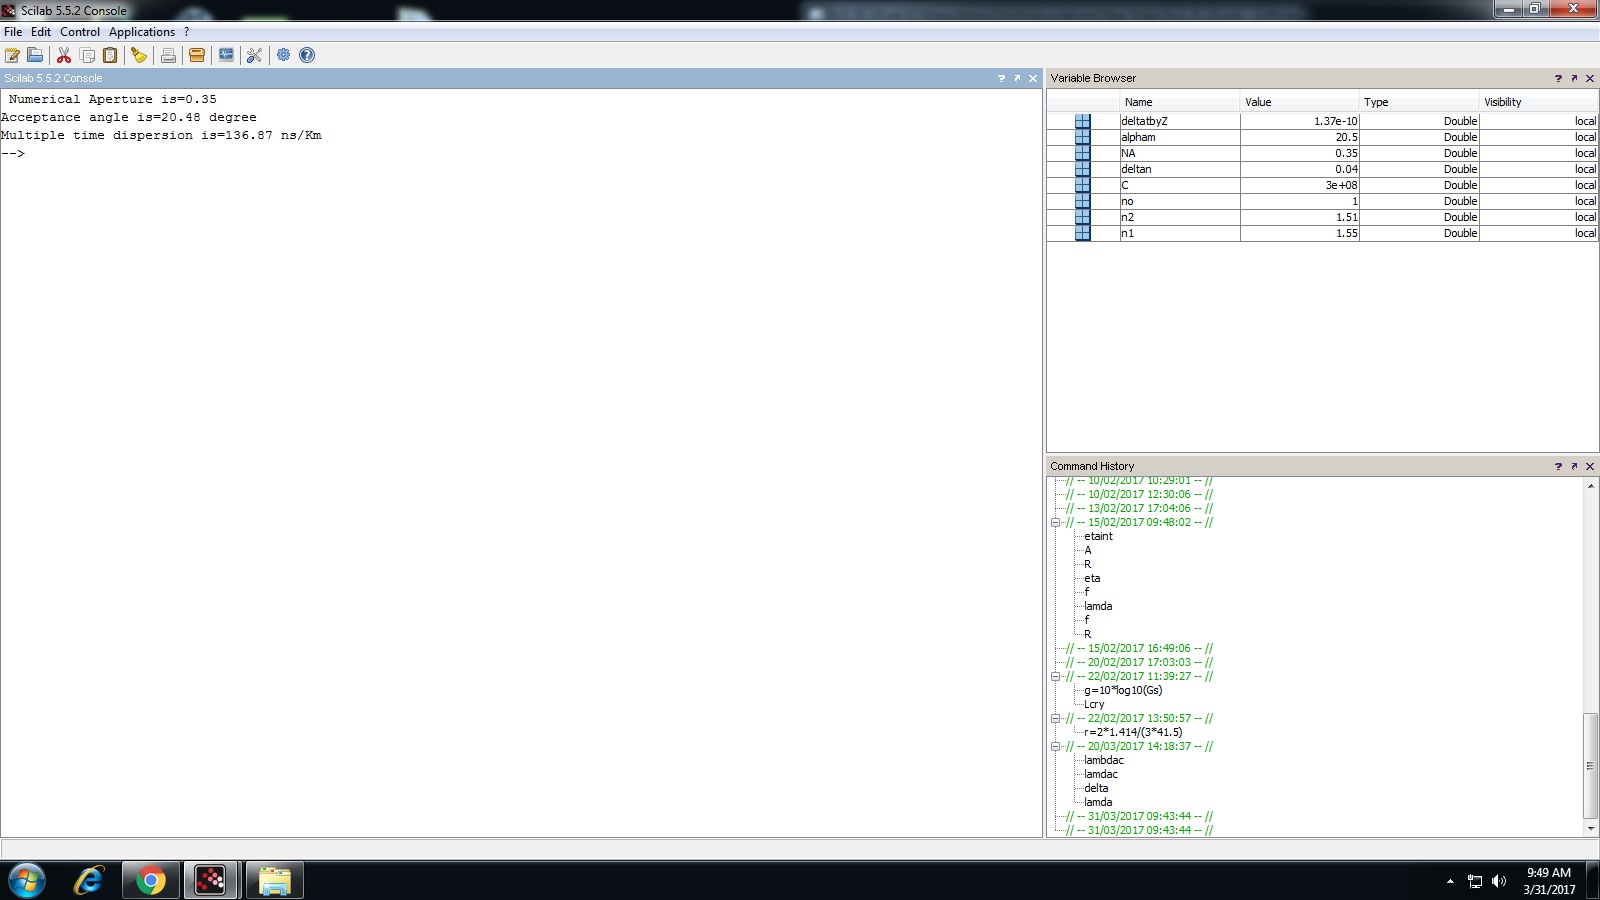 Scilab 5.5.2 Console
File Edit Control Applications ?
Scilab 5.5.2 Console
Numerical Aperture is=0.35
Acceptance angle is=20.48 degree
Multiple time dispersion is=136.87 ns/Km
-->
Variable Browser
Name Value Type Visibility
deltatbyZ 1.37e-10 Double local
alpham 20.5 Double local
NA 0.35 Double local
deltan 0.04 Double local
C 3e+08 Double local
no 1 Double local
n2 1.51 Double local
n1 1.55 Double local
Command History
// -- 10/02/2017 10:29:01 -- //
// -- 10/02/2017 12:30:06 -- //
// -- 13/02/2017 17:04:06 -- //
// -- 15/02/2017 09:48:02 -- //
etaint
A
R
eta
f
lamda
f
R
// -- 15/02/2017 16:49:06 -- //
// -- 20/02/2017 17:03:03 -- //
// -- 22/02/2017 11:39:27 -- //
g=10*log10(Gs)
Lcry
// -- 22/02/2017 13:50:57 -- //
r=2*1.414/(3*41.5)
// -- 20/03/2017 14:18:37 -- //
lambdac
lamdac
delta
lamda
// -- 31/03/2017 09:43:44 -- //
// -- 31/03/2017 09:43:44 -- //
9:49 AM
3/31/2017